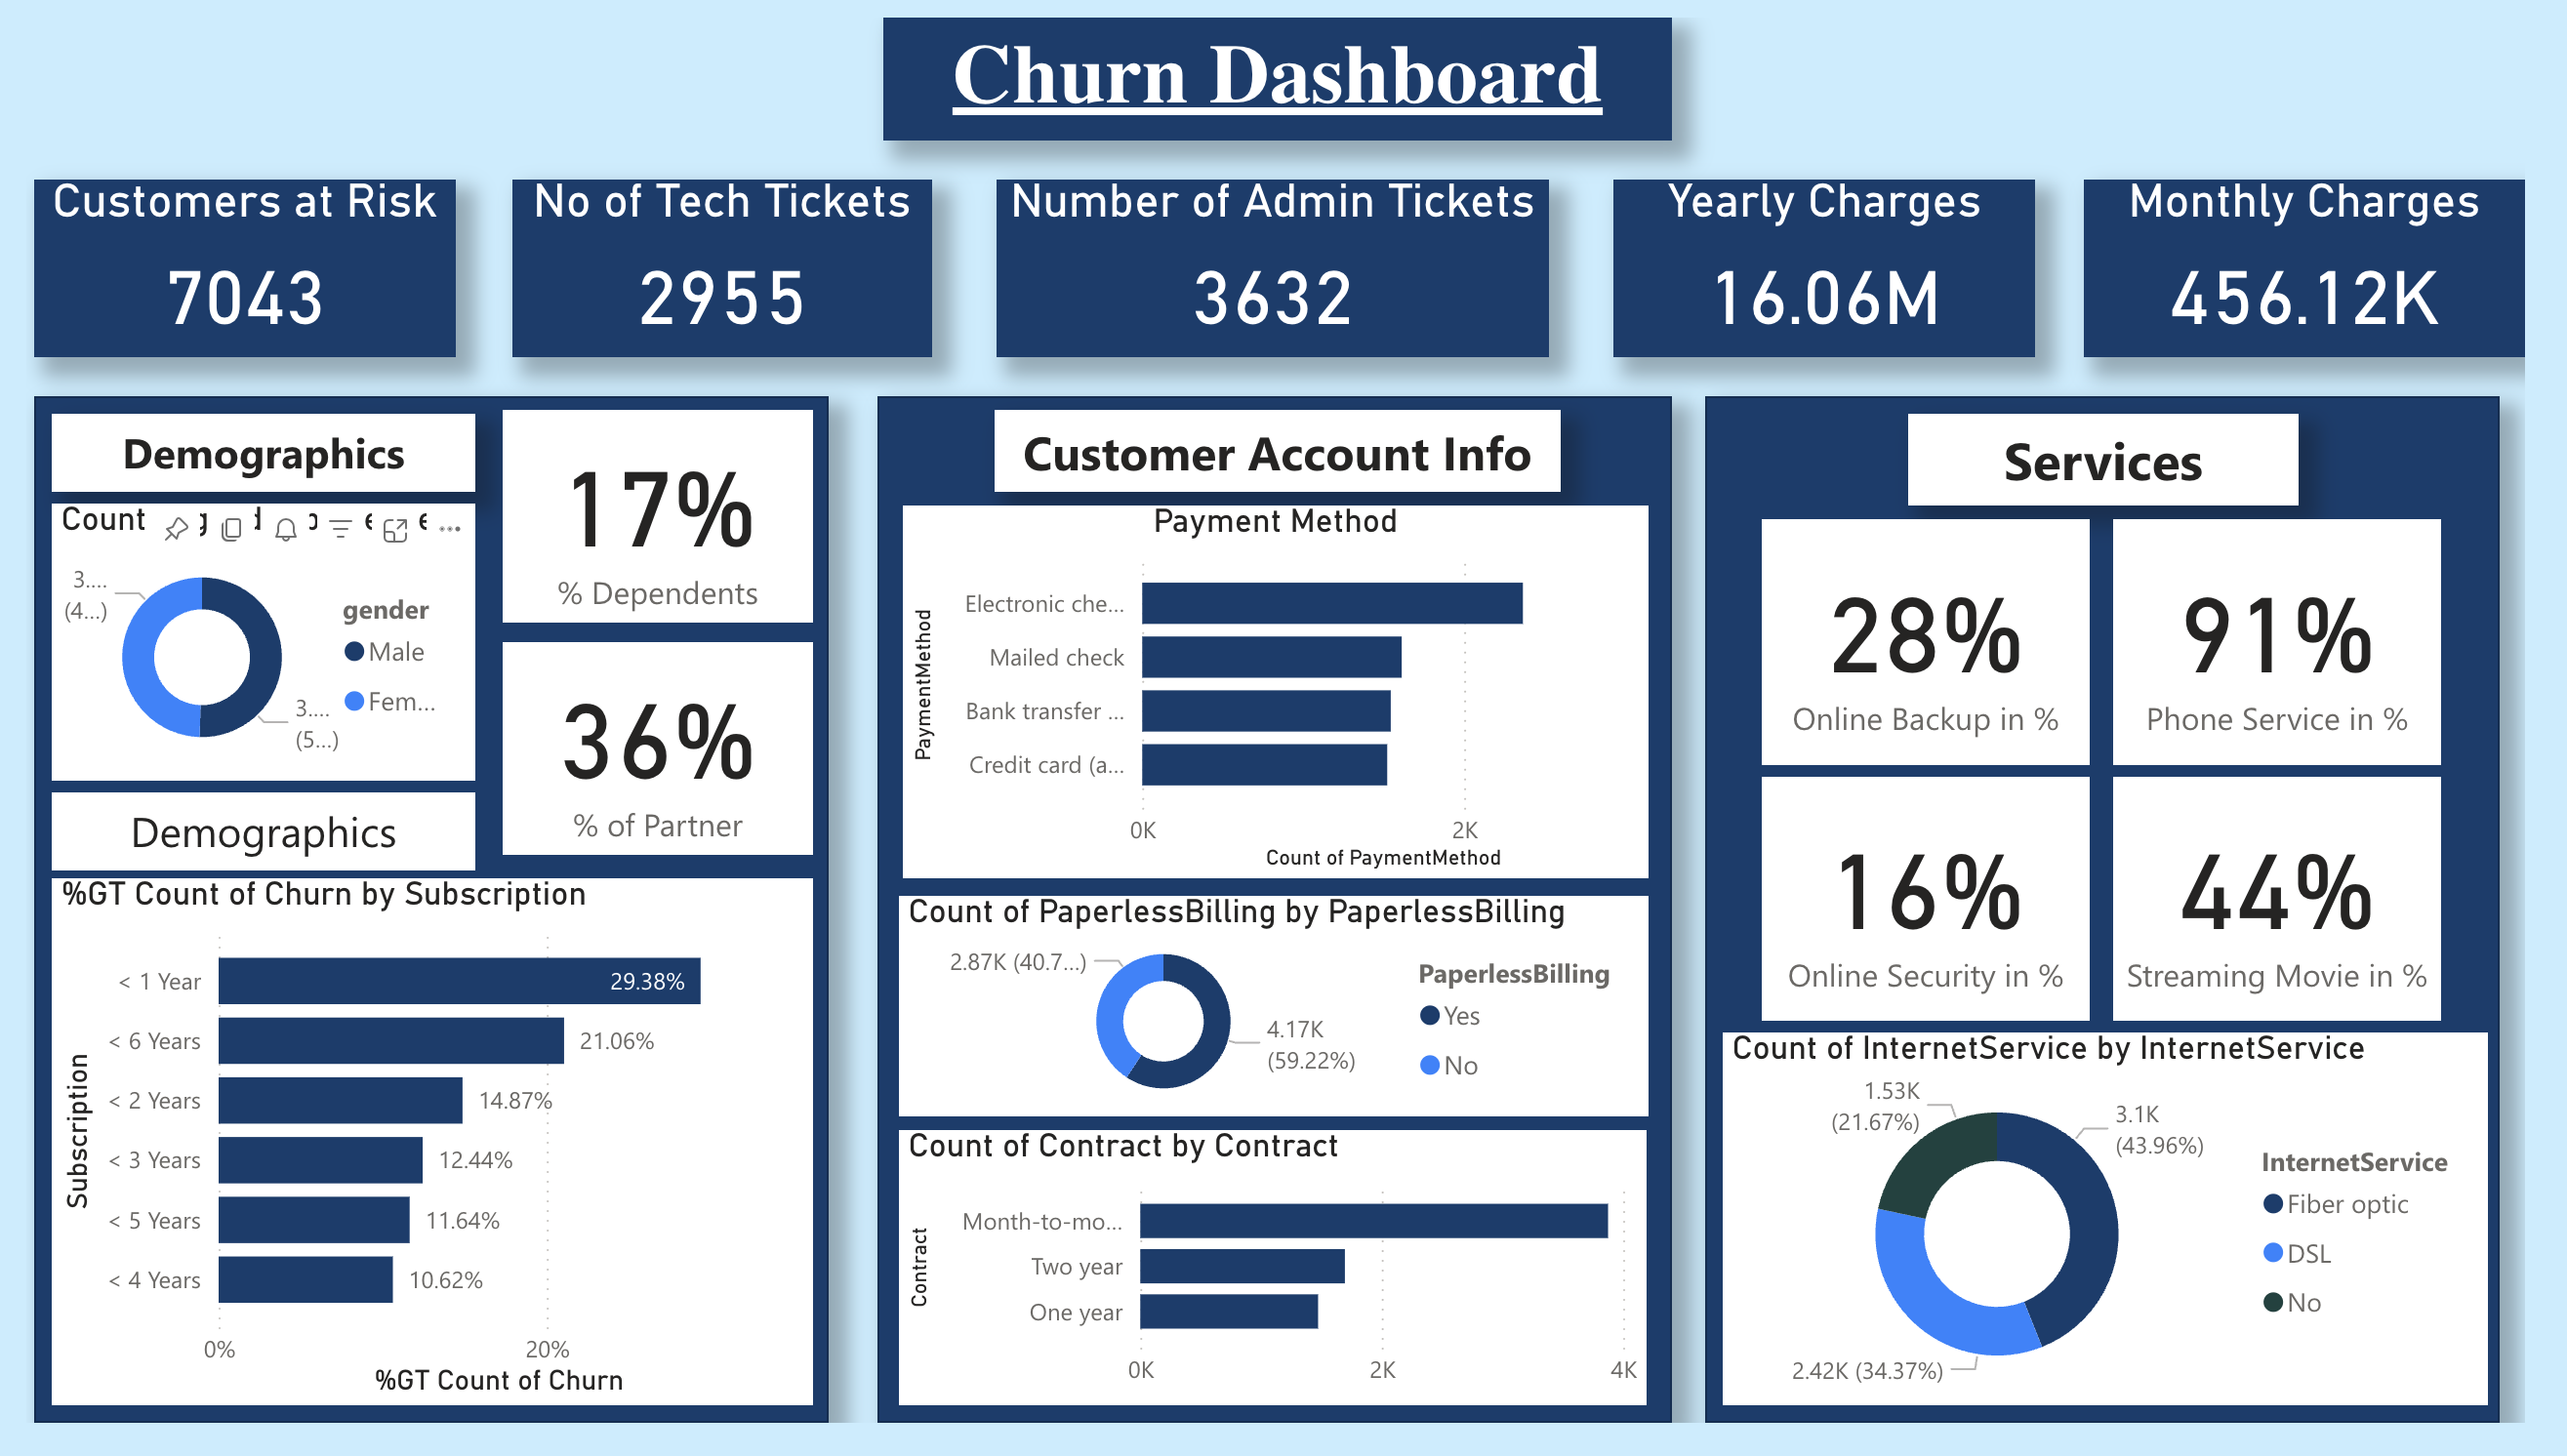 Churn Dashboard
Customers at Risk
7043
No of Tech Tickets
2955
Number of Admin Tickets
3632
Yearly Charges
16.06M
Monthly Charges
456.12K
Demographics
Count
3....
(4...)
3....
(5...)
gender
Male
Fem...
17%
% Dependents
36%
% of Partner
Demographics
%GT Count of Churn by Subscription
Subscription
< 1 Year
29.38%
< 6 Years
21.06%
< 2 Years
14.87%
< 3 Years
12.44%
< 5 Years
11.64%
< 4 Years
10.62%
0%
20%
%GT Count of Churn
Customer Account Info
Payment Method
PaymentMethod
Electronic che...
Mailed check
Bank transfer ...
Credit card (a...
0K
2K
Count of PaymentMethod
Count of PaperlessBilling by PaperlessBilling
2.87K (40.7...)
4.17K
(59.22%)
PaperlessBilling
Yes
No
Count of Contract by Contract
Contract
Month-to-mo...
Two year
One year
0K
2K
4K
Services
28%
Online Backup in %
91%
Phone Service in %
16%
Online Security in %
44%
Streaming Movie in %
Count of InternetService by InternetService
1.53K
(21.67%)
3.1K
(43.96%)
2.42K (34.37%)
InternetService
Fiber optic
DSL
No